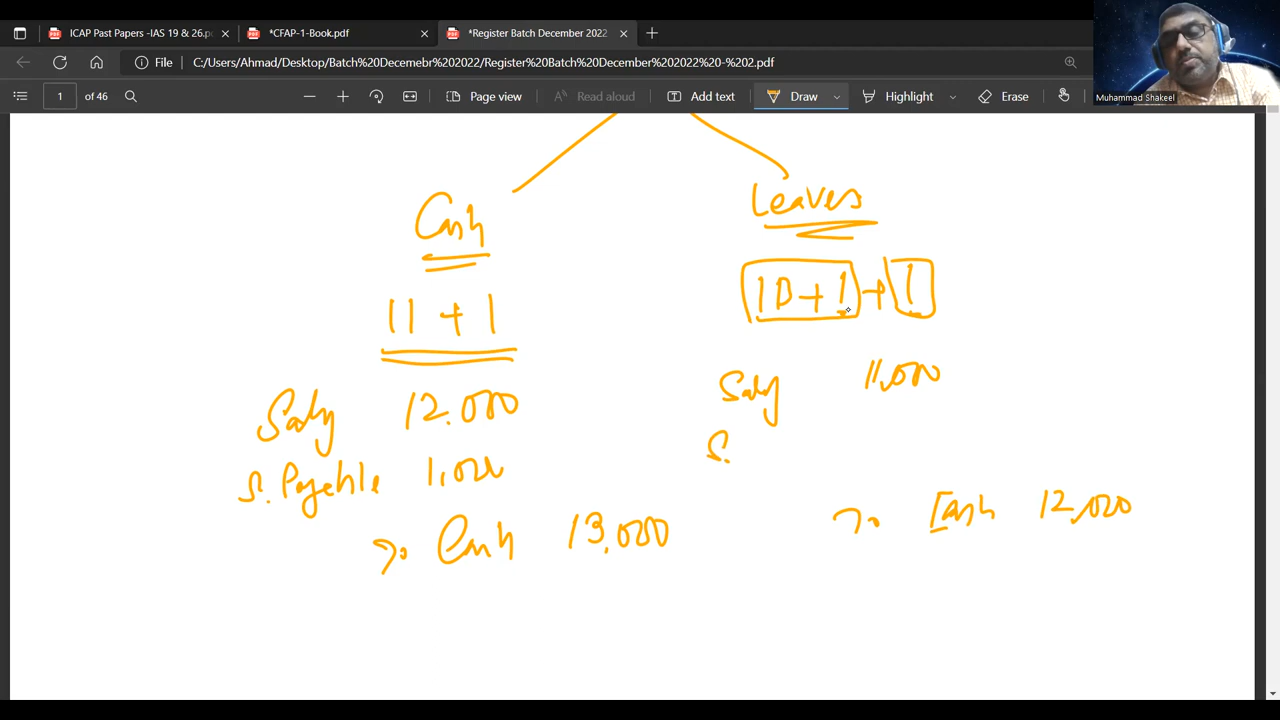 ICAP Past Papers -IAS 19 & 26.p
*CFAP-1-Book.pdf
*Register Batch December 2022
File
C:/Users/Ahmad/Desktop/Batch%20Decemebr%202022/Register%20Batch%20December%202022%20-%202.pdf
1 of 46
Page view
Read aloud
Add text
Draw
Highlight
Erase
Muhammad Shakeel
Cash
Leaves
11 + 1
10 + 1 + 1
Salary 12,000
Salary 11,000
S. Payable 1,000
S.
To Cash 13,000
To Cash 12,000